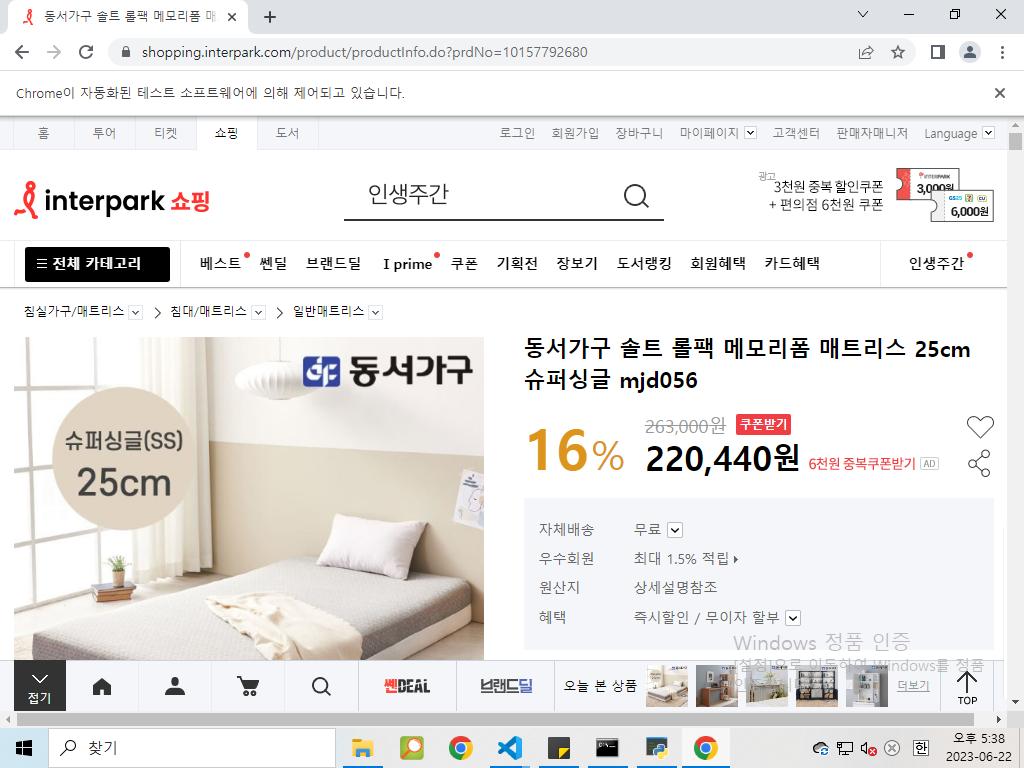 동서가구 솔트 롤팩 메모리폼 매
shopping.interpark.com/product/productInfo.do?prdNo=10157792680
Chrome이 자동화된 테스트 소프트웨어에 의해 제어되고 있습니다.
홈 투어 티켓 쇼핑 도서 로그인 회원가입 장바구니 마이페이지 고객센터 판매자매니저 Language
interpark 쇼핑
인생주간
광고
3천원 중복 할인쿠폰
+ 편의점 6천원 쿠폰
INTERPARK
3,000원
GS25 CU
6,000원
전체 카테고리 베스트 쎈딜 브랜드딜 I prime 쿠폰 기획전 장보기 도서랭킹 회원혜택 카드혜택 인생주간
침실가구/매트리스 침대/매트리스 일반매트리스
동서가구
슈퍼싱글(SS)
25cm
동서가구 솔트 롤팩 메모리폼 매트리스 25cm
슈퍼싱글 mjd056
16%
263,000원 쿠폰받기
220,440원 6천원 중복쿠폰받기 AD
자체배송 무료
우수회원 최대 1.5% 적립
원산지 상세설명참조
혜택 즉시할인 / 무이자 할부
Windows 정품 인증
[설정]으로 이동하여 Windows를 정품
접기
쎈DEAL
브랜드딜
오늘 본 상품
더보기
TOP
찾기
한
오후 5:38
2023-06-22